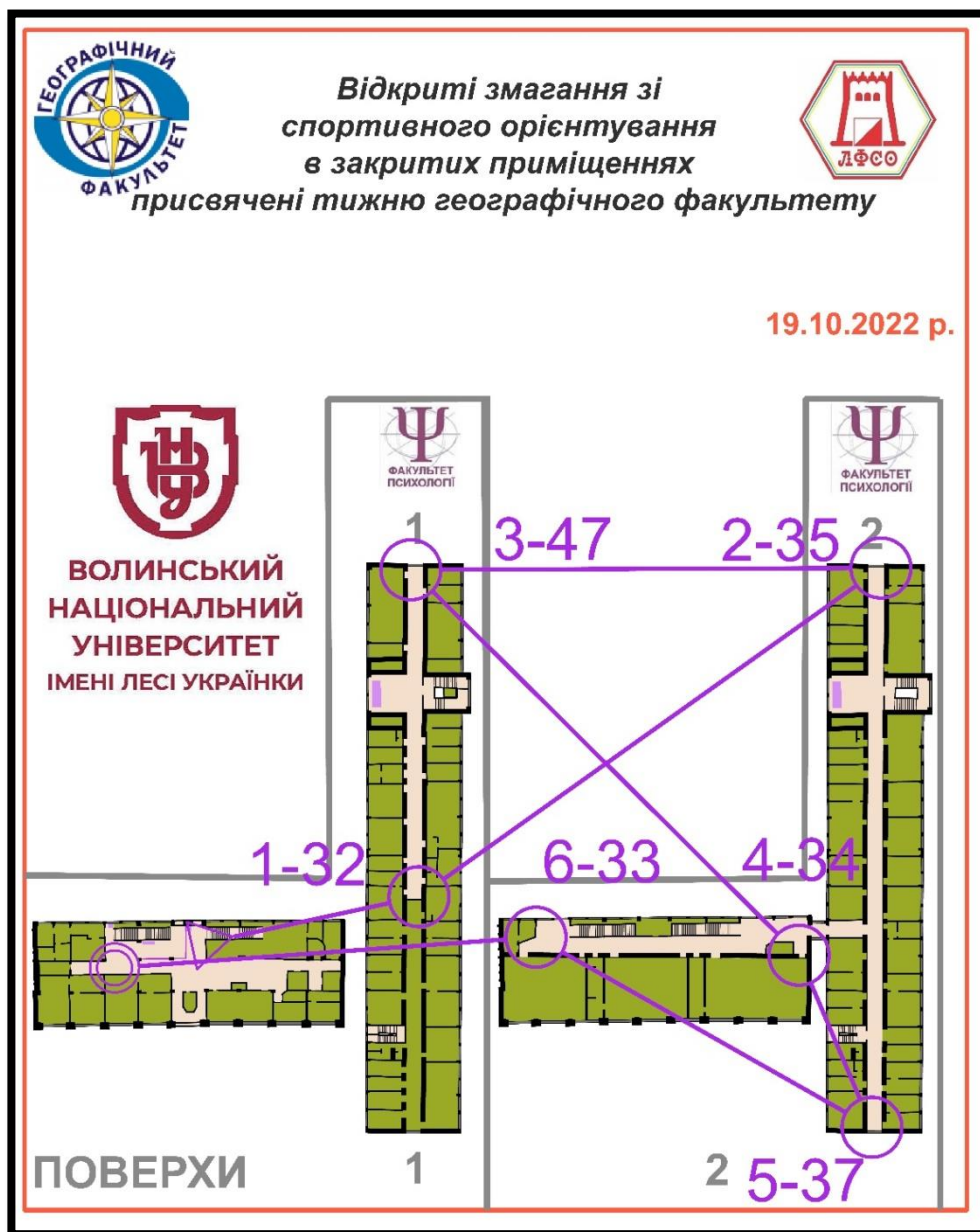 ГЕОГРАФІЧНИЙ
ФАКУЛЬТЕТ
Відкриті змагання зі
спортивного орієнтування
в закритих приміщеннях
присвячені тижню географічного факультету
ЛФСО
19.10.2022 р.
ВОЛИНСЬКИЙ
НАЦІОНАЛЬНИЙ
УНІВЕРСИТЕТ
ІМЕНІ ЛЕСІ УКРАЇНКИ
Ψ
ФАКУЛЬТЕТ
ПСИХОЛОГІЇ
1
Ψ
ФАКУЛЬТЕТ
ПСИХОЛОГІЇ
2
3-47
2-35
1-32
6-33
4-34
ПОВЕРХИ
1
2
5-37